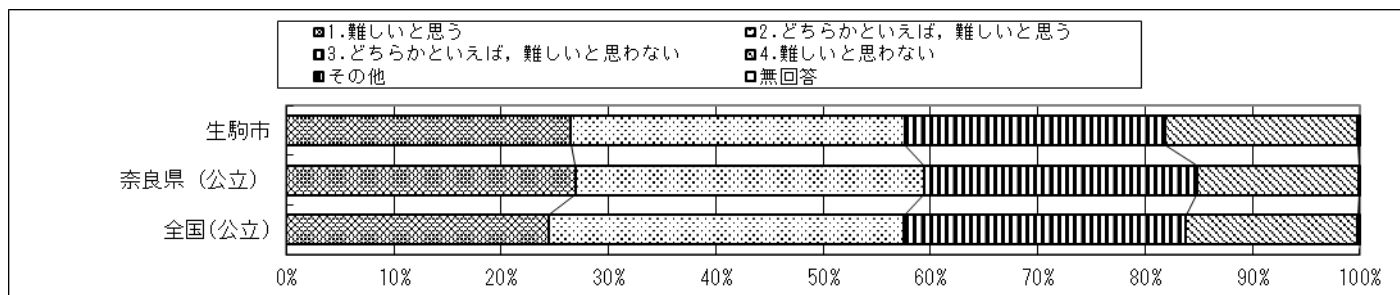 1.難しいと思う 2.どちらかといえば，難しいと思う
3.どちらかといえば，難しいと思わない 4.難しいと思わない
その他 無回答
生駒市
奈良県（公立）
全国(公立)
0% 10% 20% 30% 40% 50% 60% 70% 80% 90% 100%